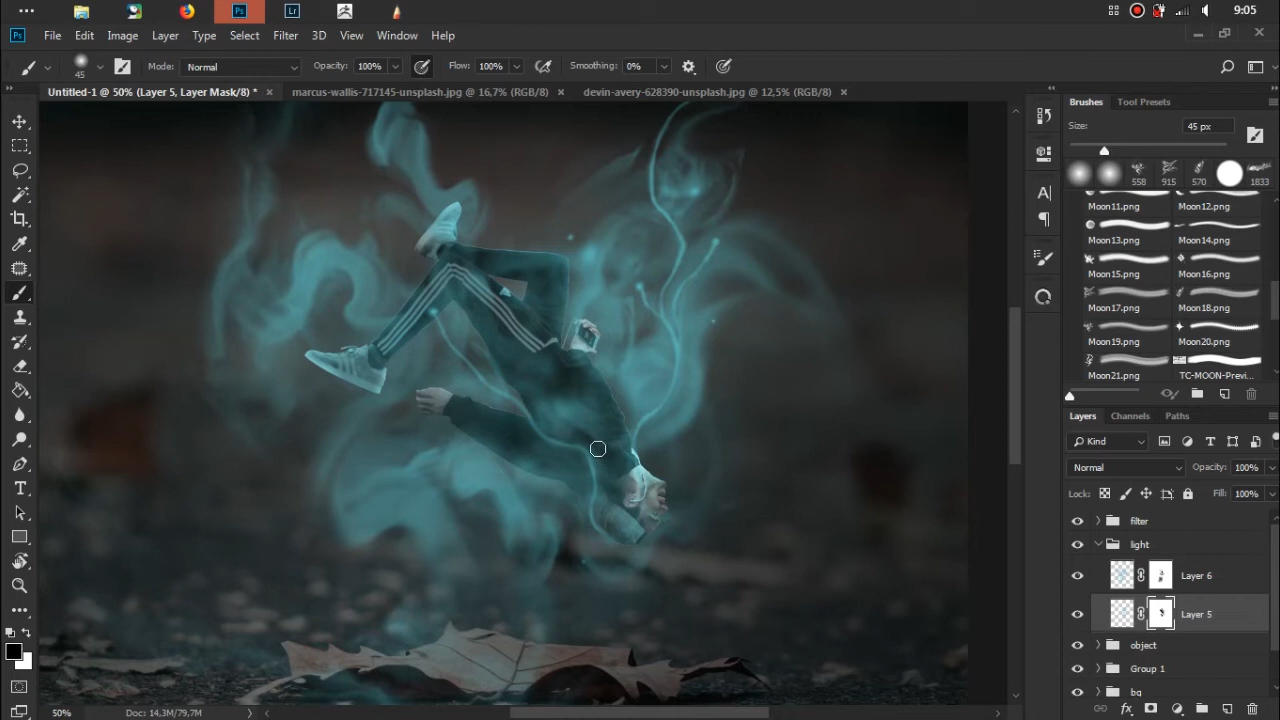 Ps
Lr
9:05
Ps File Edit Image Layer Type Select Filter 3D View Window Help
45 Mode: Normal Opacity: 100% Flow: 100% Smoothing: 0%
Untitled-1 @ 50% (Layer 5, Layer Mask/8) * marcus-wallis-717145-unsplash.jpg @ 16,7% (RGB/8) devin-avery-628390-unsplash.jpg @ 12,5% (RGB/8)
Brushes Tool Presets
Size: 45 px
558 915 570 1833
Moon11.png Moon12.png
Moon13.png Moon14.png
Moon15.png Moon16.png
Moon17.png Moon18.png
Moon19.png Moon20.png
Moon21.png TC-MOON-Previ...
Layers Channels Paths
Kind
Normal Opacity: 100%
Lock: Fill: 100%
filter
light
Layer 6
Layer 5
object
Group 1
bg
fx
50% Doc: 14,3M/79,7M